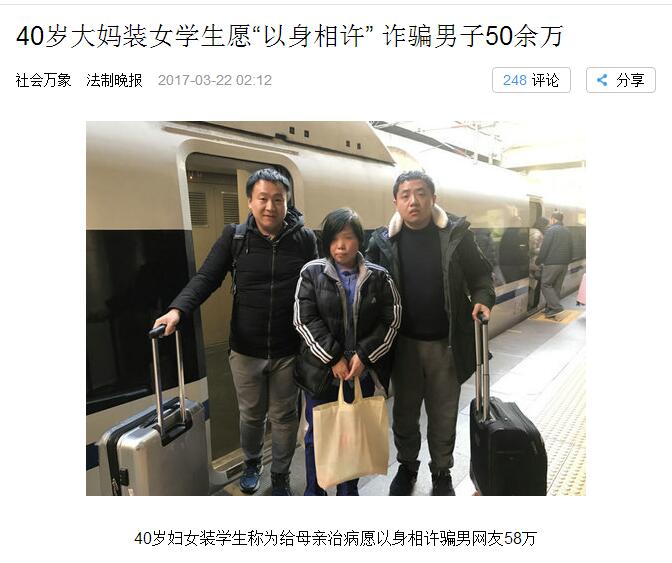 40岁大妈装女学生愿“以身相许” 诈骗男子50余万
社会万象 法制晚报 2017-03-22 02:12 248 评论 分享
40岁妇女装学生称为给母亲治病愿以身相许骗男网友58万